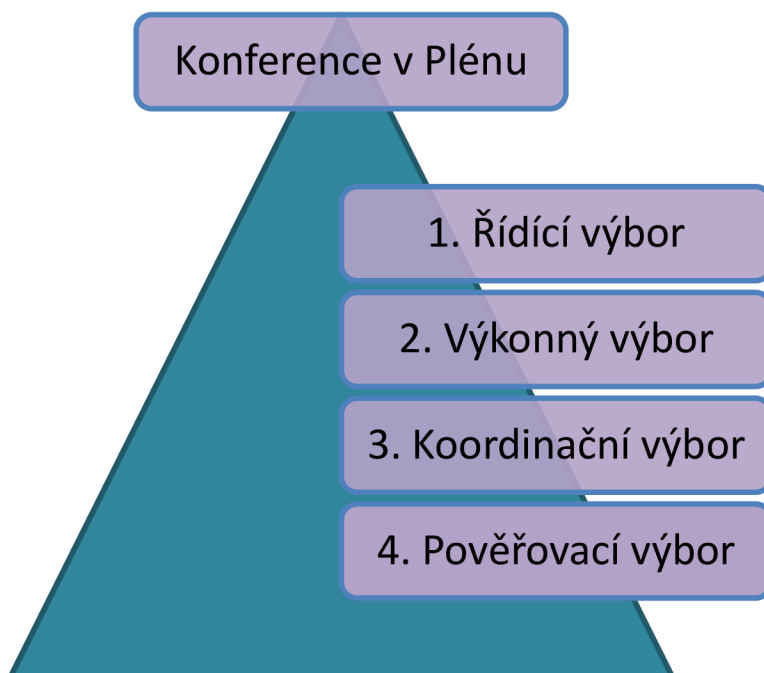 Konference v Plénu
1. Řídící výbor
2. Výkonný výbor
3. Koordinační výbor
4. Pověřovací výbor